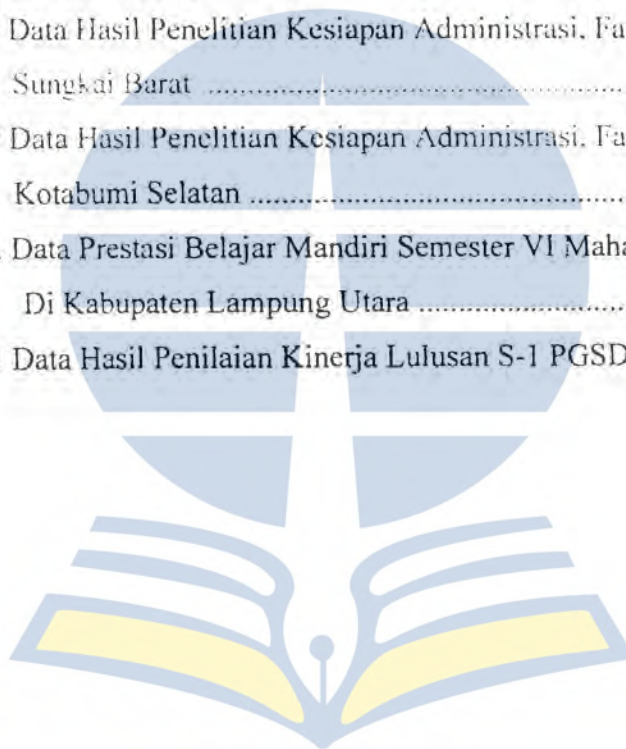 Data Hasil Penelitian Kesiapan Administrasi, Fa
Sungkai Barat ........................................................
Data Hasil Penelitian Kesiapan Administrasi, Fa
Kotabumi Selatan ..................................................
Data Prestasi Belajar Mandiri Semester VI Maha
Di Kabupaten Lampung Utara ..............................
Data Hasil Penilaian Kinerja Lulusan S-1 PGSD